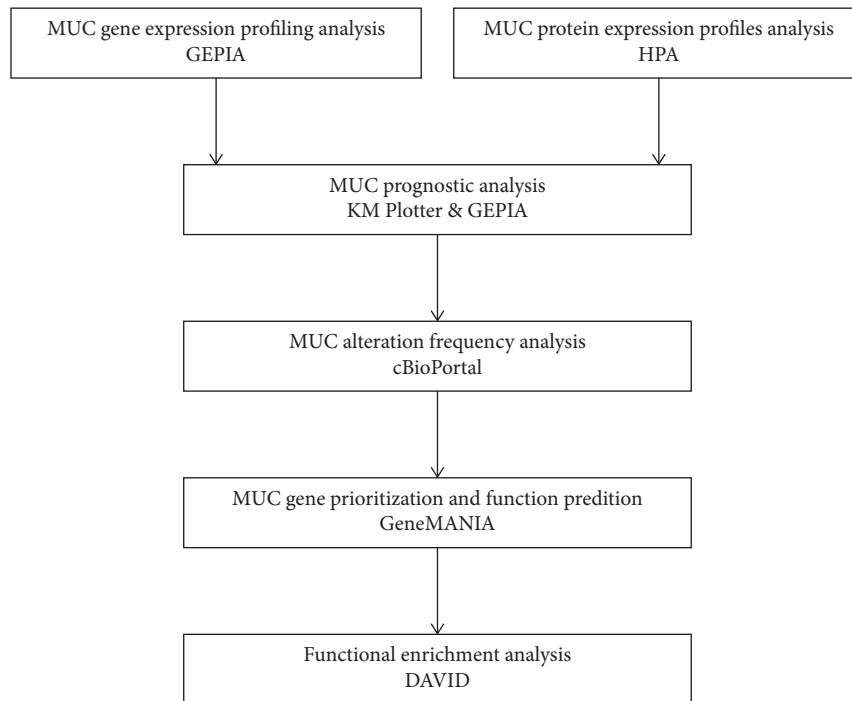 MUC gene expression profiling analysis
GEPIA
MUC protein expression profiles analysis
HPA
MUC prognostic analysis
KM Plotter & GEPIA
MUC alteration frequency analysis
cBioPortal
MUC gene prioritization and function predition
GeneMANIA
Functional enrichment analysis
DAVID